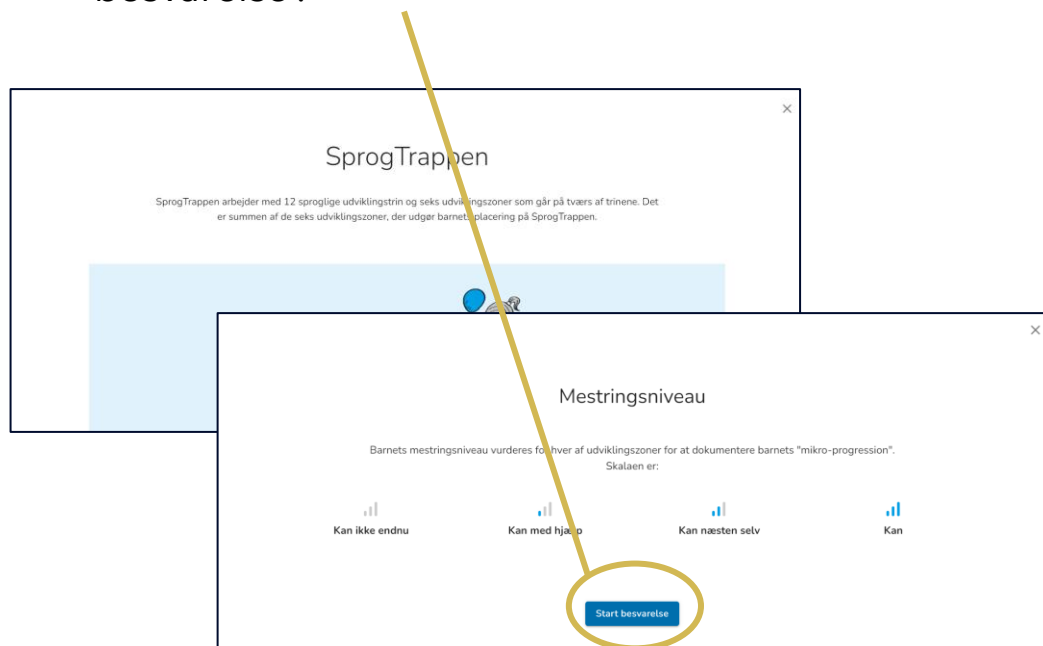 SprogTrappen
SprogTrappen arbejder med 12 sproglige udviklingstrin og seks udviklingszoner som går på tværs af trinene. Det
er summen af de seks udviklingszoner, der udgør barnets placering på SprogTrappen.
Mestringsniveau
Barnets mestringsniveau vurderes for hver af udviklingszoner for at dokumentere barnets "mikro-progression".
Skalaen er:
Kan ikke endnu
Kan med hjælp
Kan næsten selv
Kan
Start besvarelse